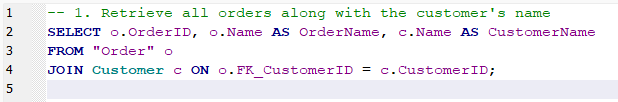 1 -- 1. Retrieve all orders along with the customer's name
2 SELECT o.OrderID, o.Name AS OrderName, c.Name AS CustomerName
3 FROM "Order" o
4 JOIN Customer c ON o.FK_CustomerID = c.CustomerID;
5